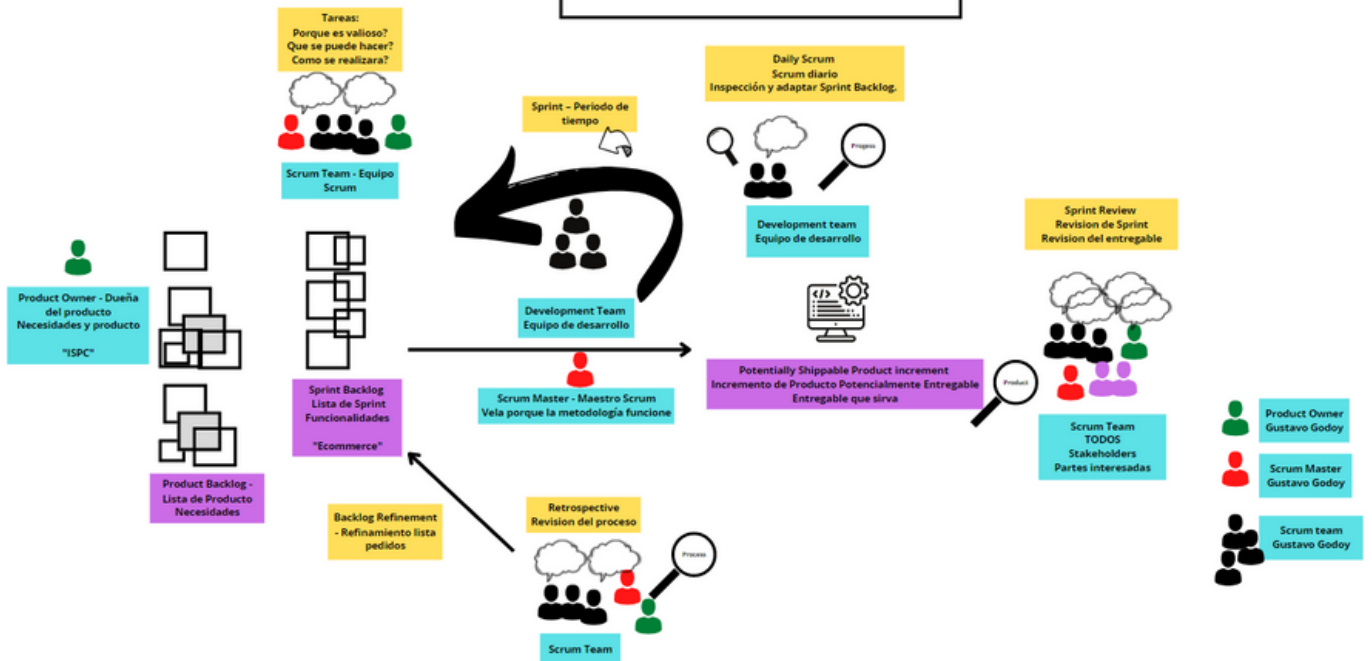 Tareas:
Porque es valioso?
Que se puede hacer?
Como se realizara?
Scrum Team - Equipo
Scrum
Sprint – Periodo de
tiempo
Daily Scrum
Scrum diario
Inspección y adaptar Sprint Backlog.
Progess
Development team
Equipo de desarrollo
Sprint Review
Revision de Sprint
Revision del entregable
Product Owner - Dueña
del producto
Necesidades y producto
"ISPC"
Development Team
Equipo de desarrollo
Scrum Master - Maestro Scrum
Vela porque la metodología funcione
Potentially Shippable Product increment
Incremento de Producto Potencialmente Entregable
Entregable que sirva
Product
Sprint Backlog
Lista de Sprint
Funcionalidades
"Ecommerce"
Scrum Team
TODOS
Stakeholders
Partes interesadas
Product Backlog -
Lista de Producto
Necesidades
Backlog Refinement
- Refinamiento lista
pedidos
Retrospective
Revision del proceso
Process
Scrum Team
Product Owner
Gustavo Godoy
Scrum Master
Gustavo Godoy
Scrum team
Gustavo Godoy